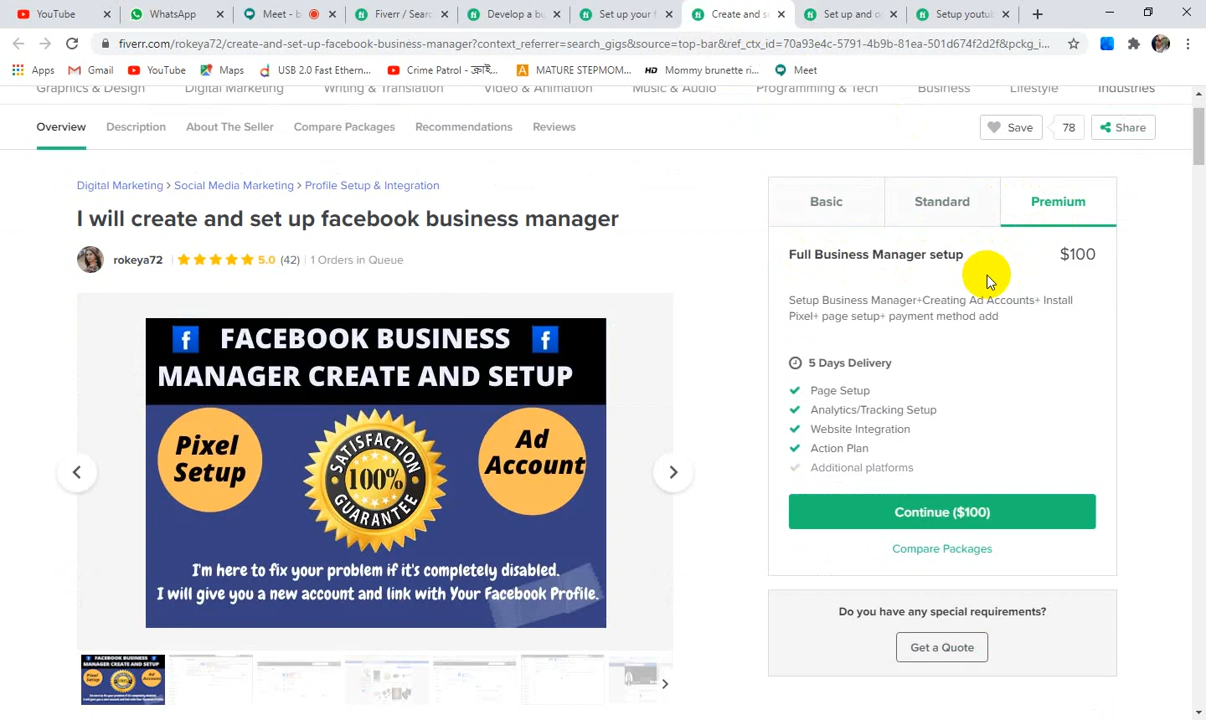 YouTube
WhatsApp
Meet - b
Fiverr / Sear
Develop a bu
Set up your f
Create and s
Set up and o
Setup youtub
fiverr.com/rokeya72/create-and-set-up-facebook-business-manager?context_referrer=search_gigs&source=top-bar&ref_ctx_id=70a93e4c-5791-4b9b-81ea-501d674f2d2f&pckg_i...
Apps
Gmail
YouTube
Maps
USB 2.0 Fast Ethern...
Crime Patrol - ক্রাই...
MATURE STEPMOM...
Mommy brunette ri...
Meet
Graphics & Design
Digital Marketing
Writing & Translation
Video & Animation
Music & Audio
Programming & Tech
Business
Lifestyle
Industries
Overview
Description
About The Seller
Compare Packages
Recommendations
Reviews
Save
78
Share
Digital Marketing > Social Media Marketing > Profile Setup & Integration
I will create and set up facebook business manager
rokeya72
5.0 (42)
1 Orders in Queue
FACEBOOK BUSINESS
MANAGER CREATE AND SETUP
Pixel
Setup
SATISFACTION
100%
GUARANTEE
Ad
Account
I'm here to fix your problem if it's completely disabled.
I will give you a new account and link with Your Facebook Profile.
FACEBOOK BUSINESS
MANAGER CREATE AND SETUP
Basic
Standard
Premium
Full Business Manager setup
$100
Setup Business Manager+Creating Ad Accounts+ Install
Pixel+ page setup+ payment method add
5 Days Delivery
Page Setup
Analytics/Tracking Setup
Website Integration
Action Plan
Additional platforms
Continue ($100)
Compare Packages
Do you have any special requirements?
Get a Quote